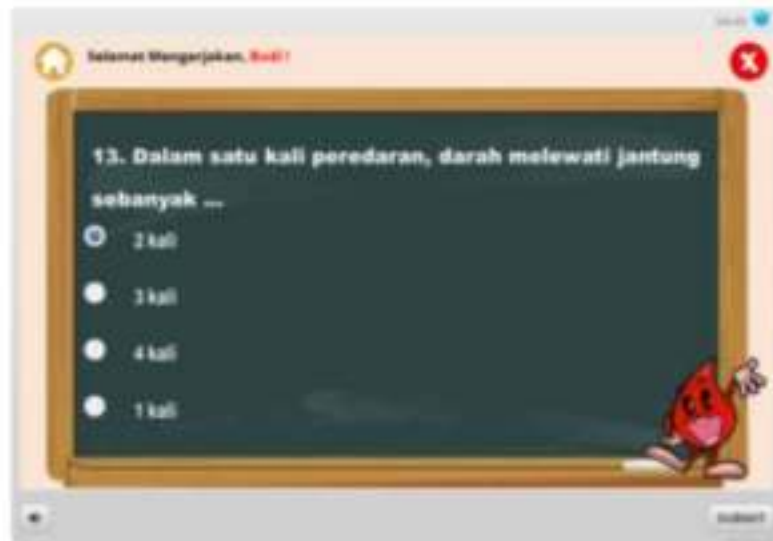 Selamat Mengerjakan, Budi !
13. Dalam satu kali peredaran, darah melewati jantung
sebanyak ...
2 kali
3 kali
4 kali
1 kali
SUBMIT